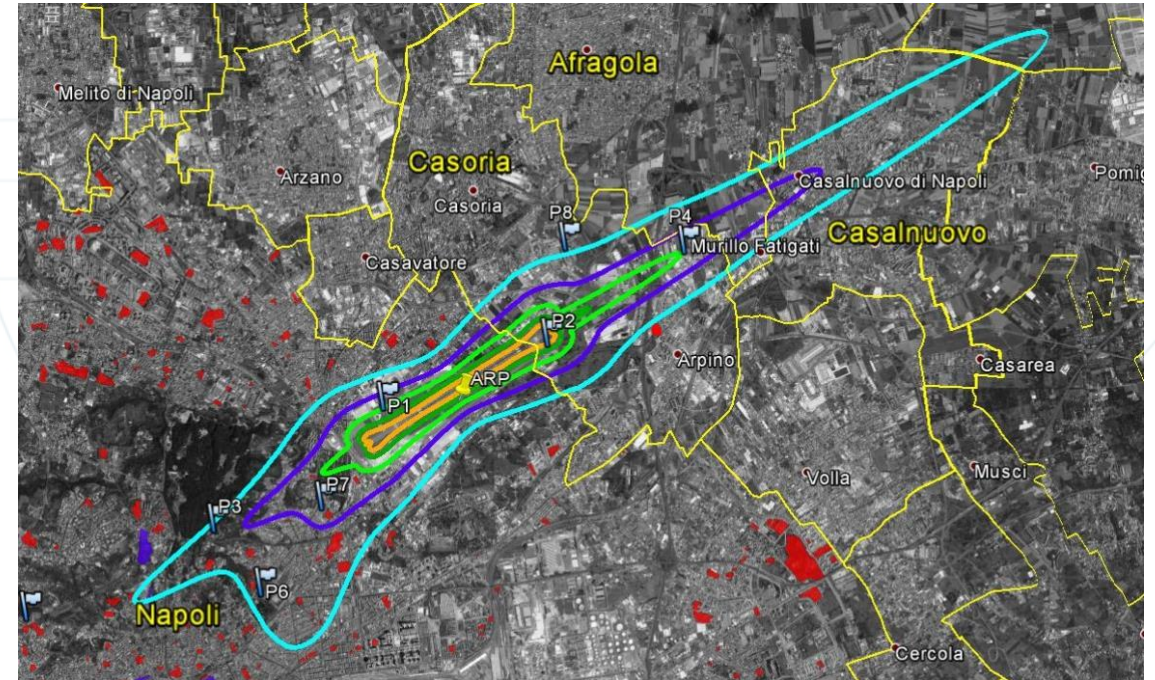 Afragola
Melito di Napoli
Casoria
Arzano
Casoria
Casalnuovo di Napoli
Pomig
P8
P4
Casalnuovo
Murillo Fatigati
Casavatore
P2
Arpino
Casarea
ARP
P1
Volla
Musci
P7
P3
P6
Napoli
Cercola